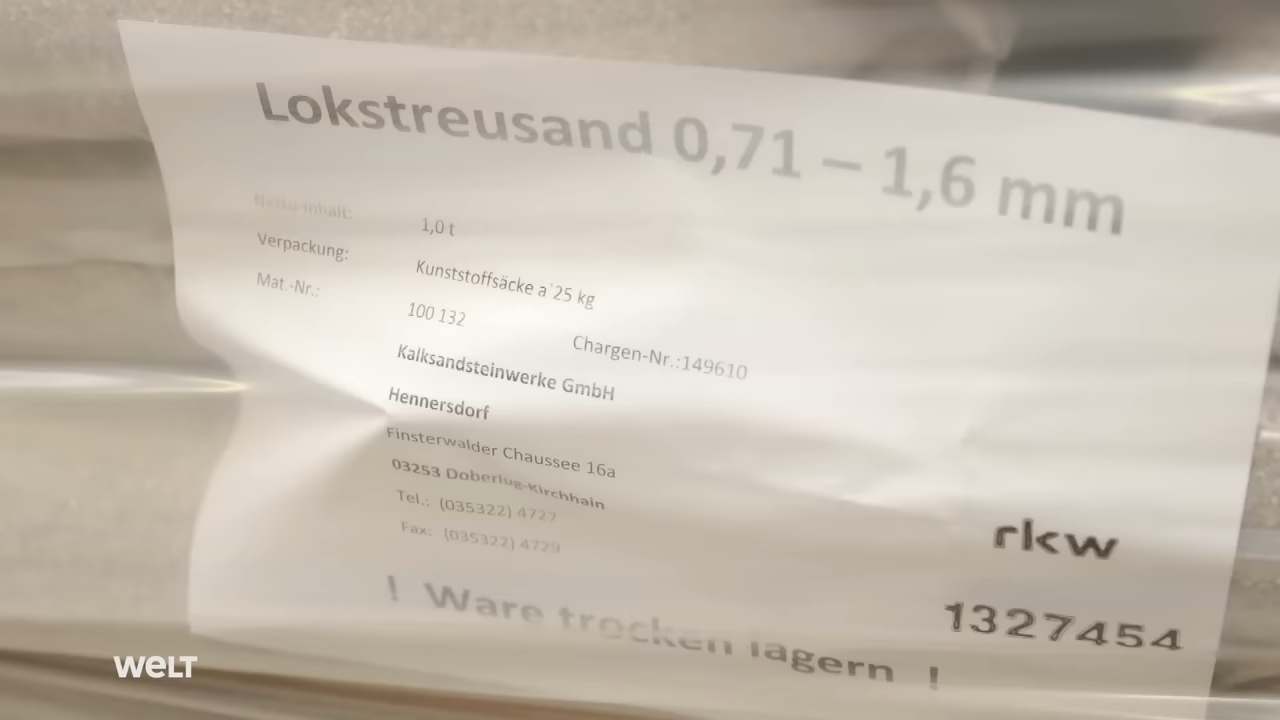 Lokstreusand 0,71 – 1,6 mm
Netto-Inhalt: 1,0 t
Verpackung: Kunststoffsäcke a´25 kg
Mat.-Nr.: 100 132 Chargen-Nr.:149610
Kalksandsteinwerke GmbH
Hennersdorf
Finsterwalder Chaussee 16a
03253 Doberlug-Kirchhain
Tel.: (035322) 4727
Fax: (035322) 4729
! Ware trocken lagern !
rkw
1327454
WELT